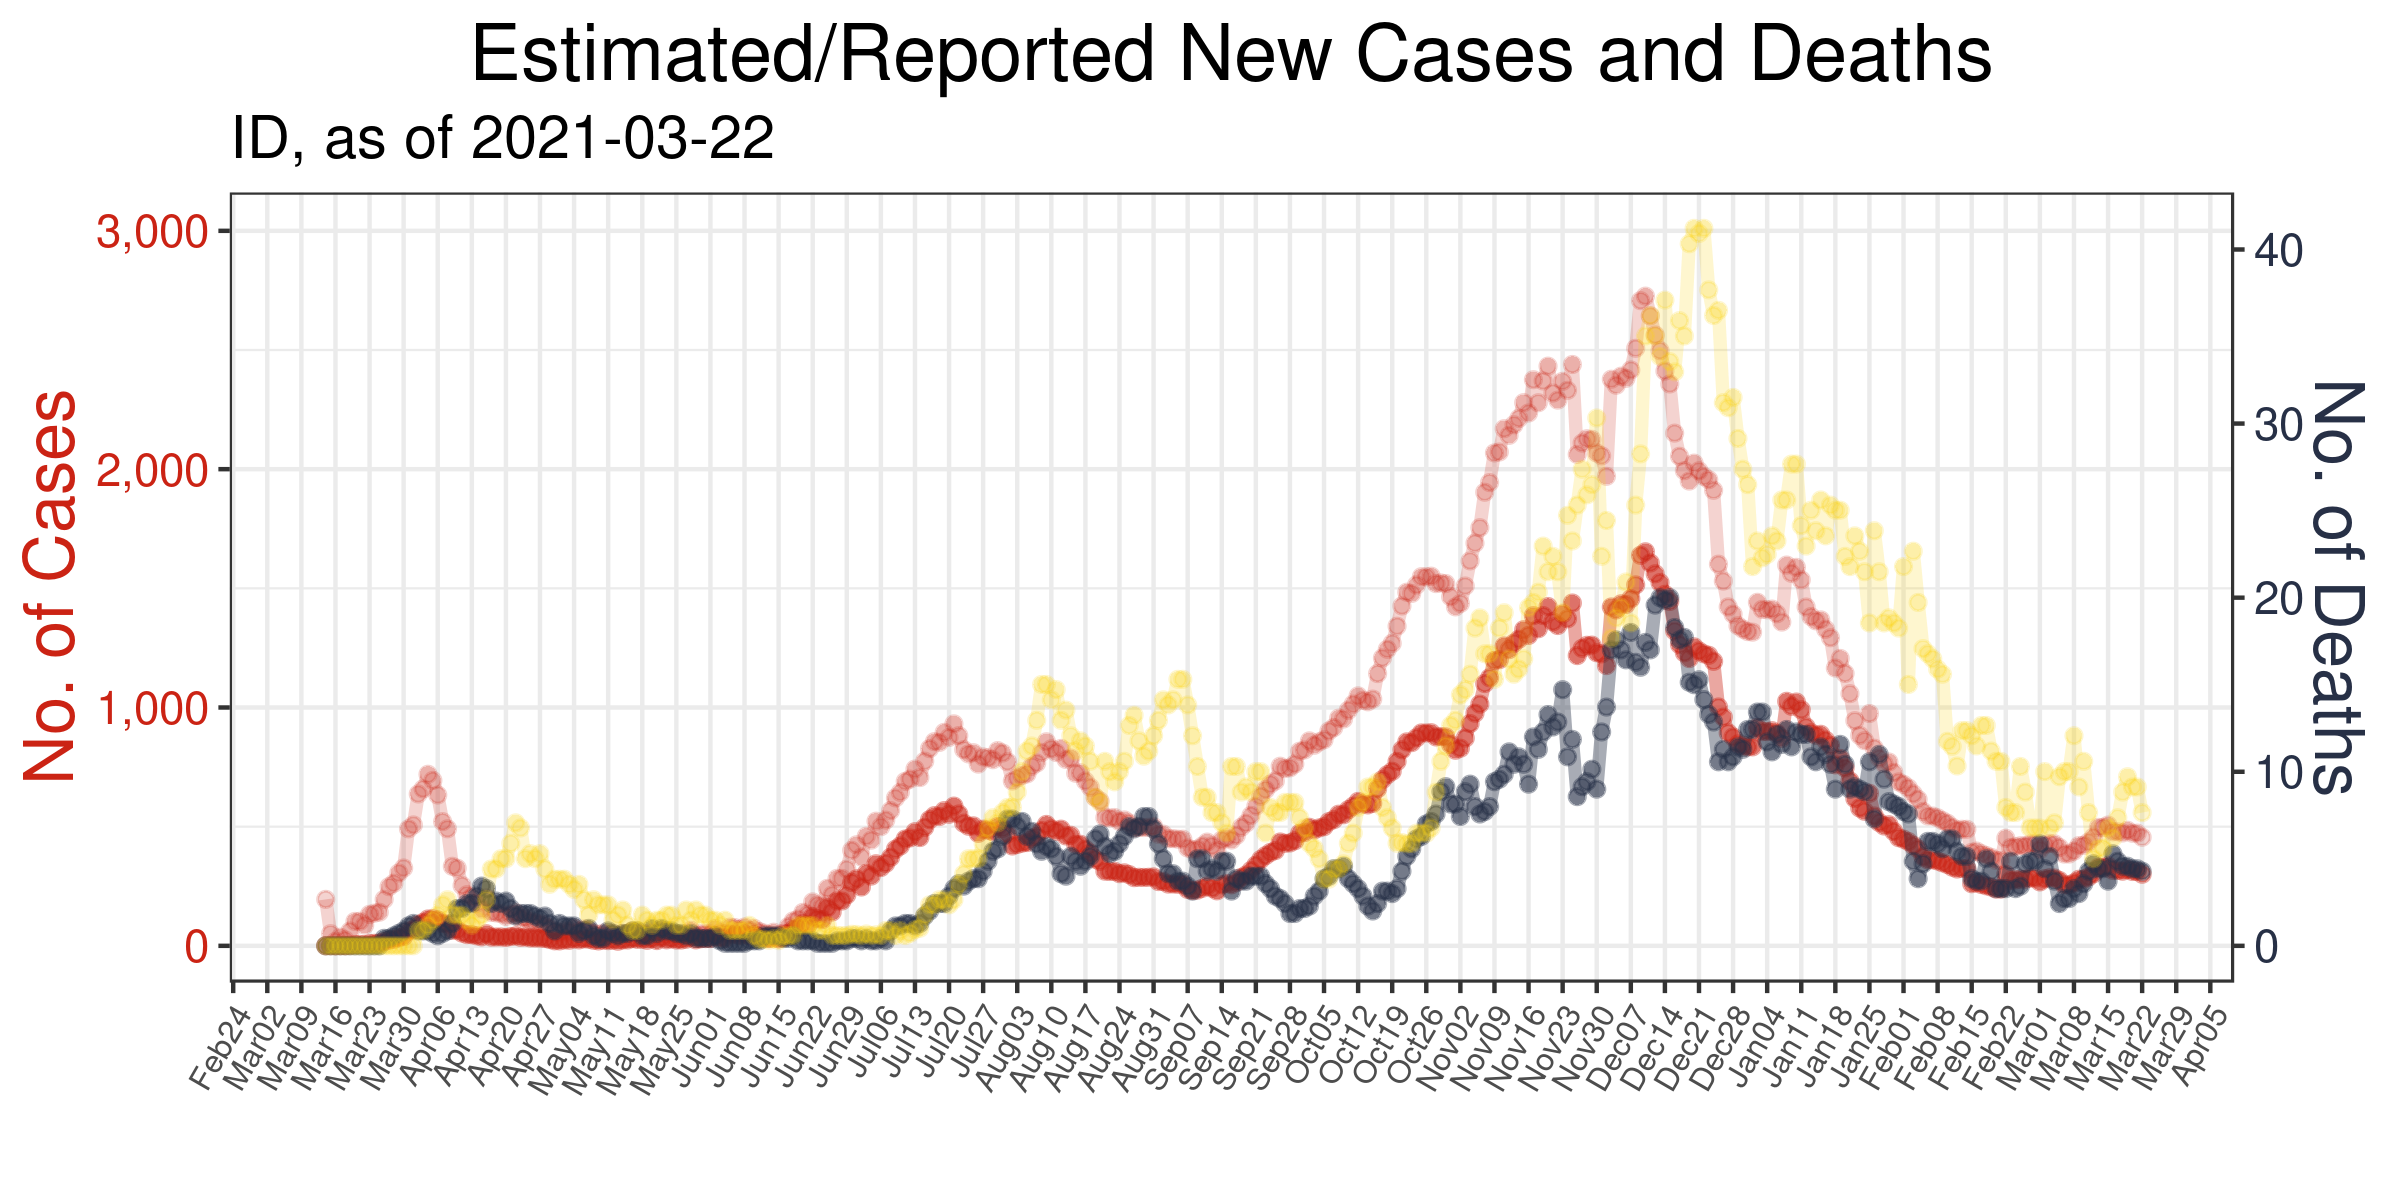 Estimated/Reported New Cases and Deaths
ID, as of 2021-03-22
No. of Cases
3,000
2,000
1,000
0
40
30
20
10
0
No. of Deaths
Feb24
Mar02
Mar09
Mar16
Mar23
Mar30
Apr06
Apr13
Apr20
Apr27
May04
May11
May18
May25
Jun01
Jun08
Jun15
Jun22
Jun29
Jul06
Jul13
Jul20
Jul27
Aug03
Aug10
Aug17
Aug24
Aug31
Sep07
Sep14
Sep21
Sep28
Oct05
Oct12
Oct19
Oct26
Nov02
Nov09
Nov16
Nov23
Nov30
Dec07
Dec14
Dec21
Dec28
Jan04
Jan11
Jan18
Jan25
Feb01
Feb08
Feb15
Feb22
Mar01
Mar08
Mar15
Mar22
Mar29
Apr05